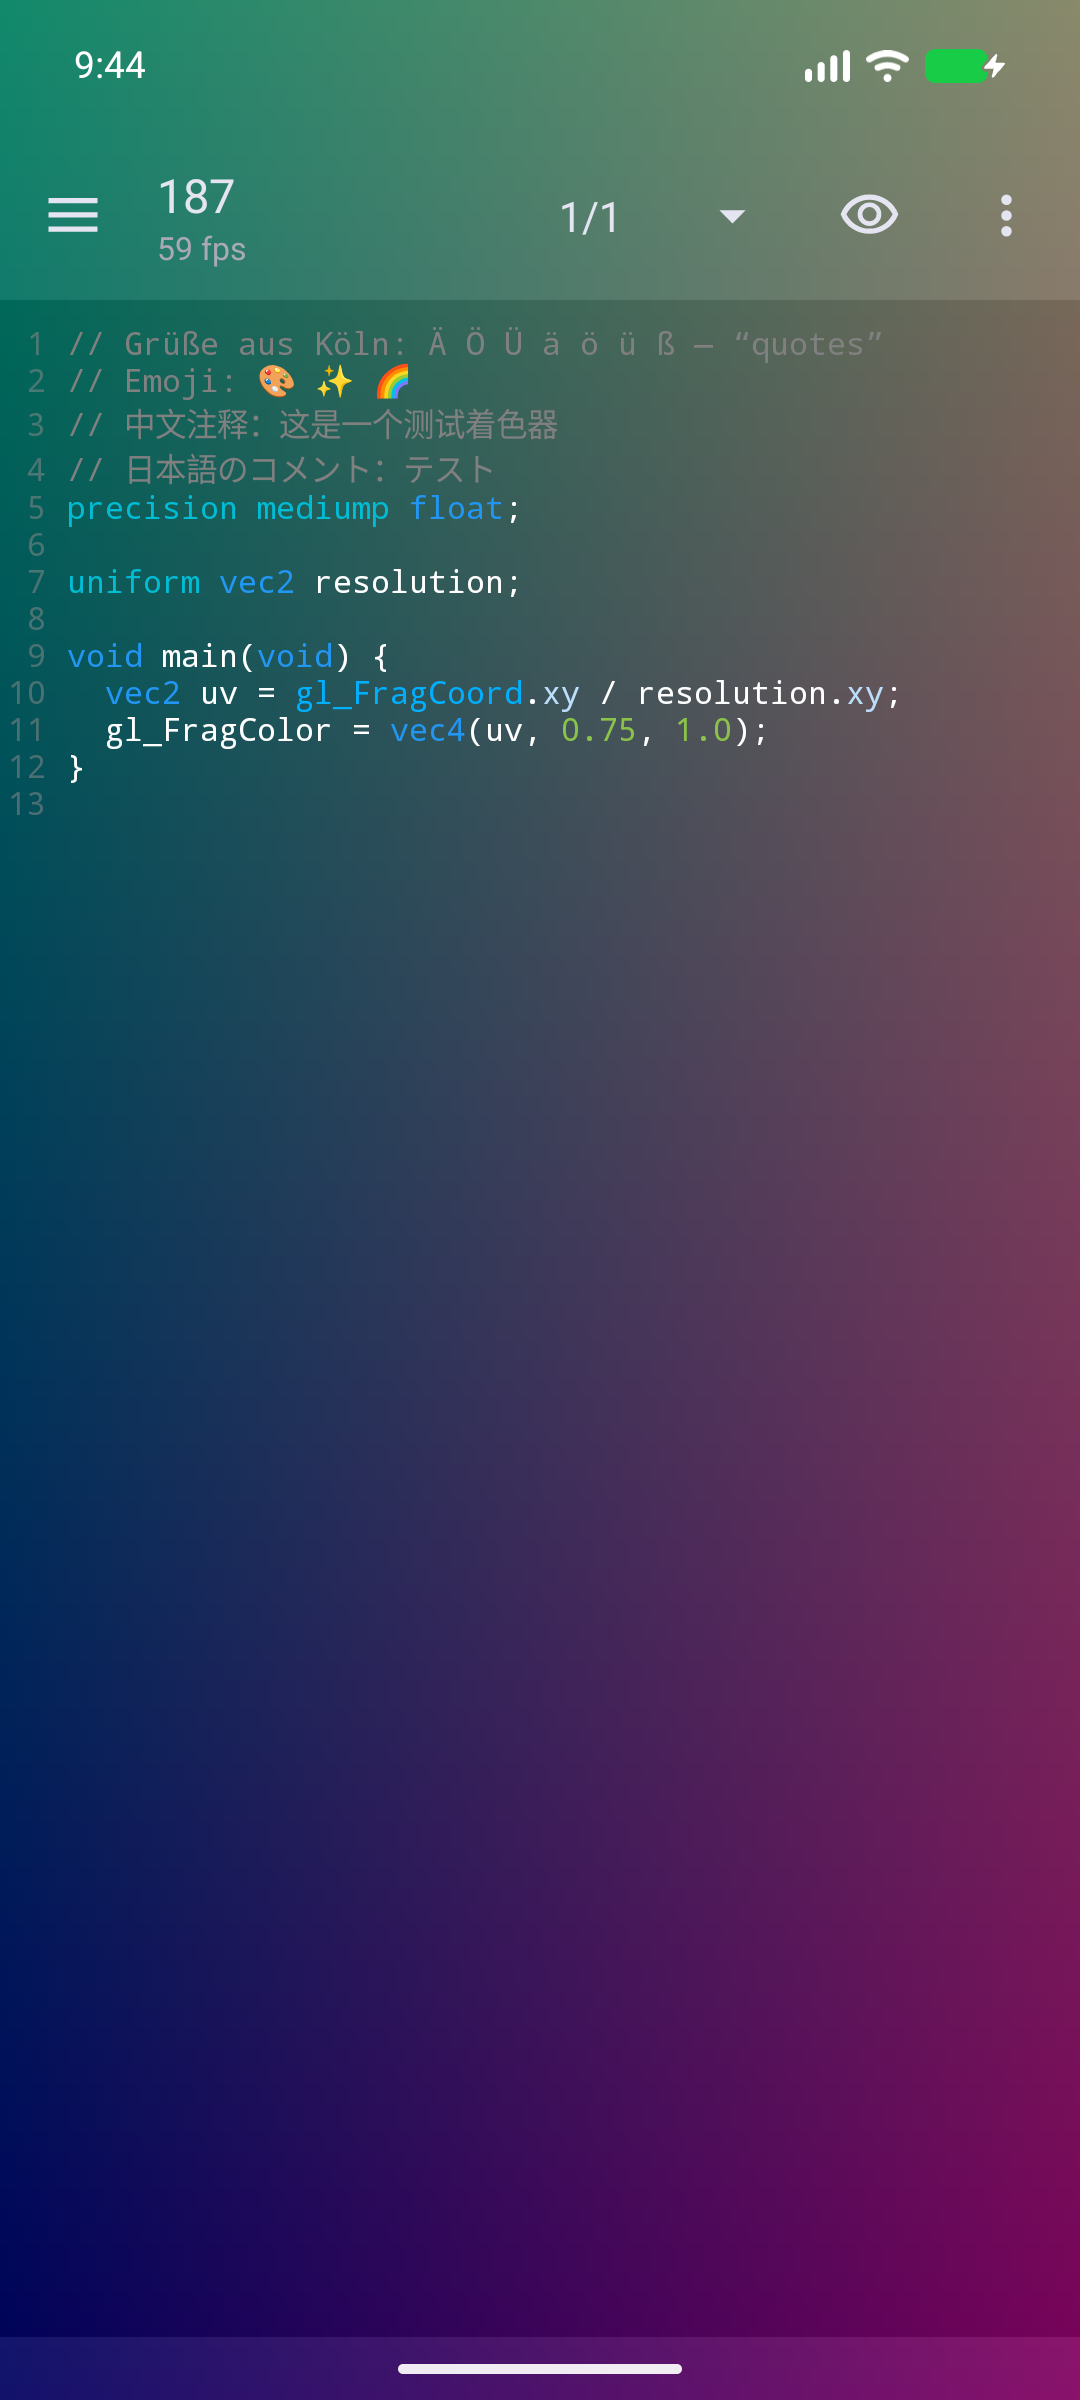 9:44
187
59 fps
1/1
1 // Grüße aus Köln: Ä Ö Ü ä ö ü ß — “quotes”
2 // Emoji: 🎨 ✨ 🌈
3 // 中文注释：这是一个测试着色器
4 // 日本語のコメント：テスト
5 precision mediump float;
6
7 uniform vec2 resolution;
8
9 void main(void) {
10   vec2 uv = gl_FragCoord.xy / resolution.xy;
11   gl_FragColor = vec4(uv, 0.75, 1.0);
12 }
13